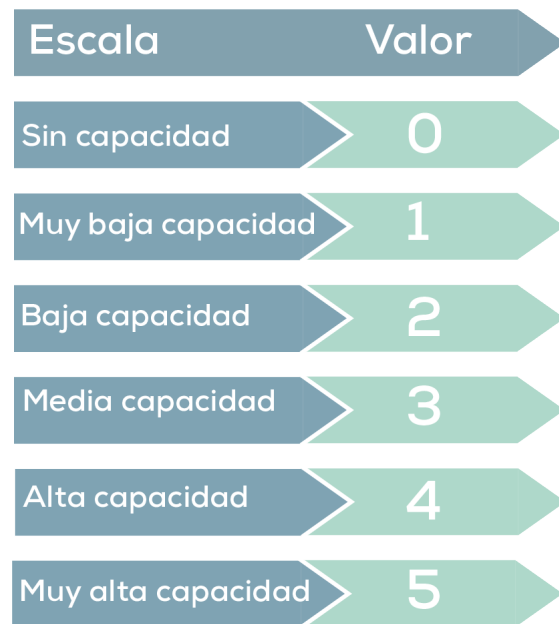 Escala Valor
Sin capacidad 0
Muy baja capacidad 1
Baja capacidad 2
Media capacidad 3
Alta capacidad 4
Muy alta capacidad 5